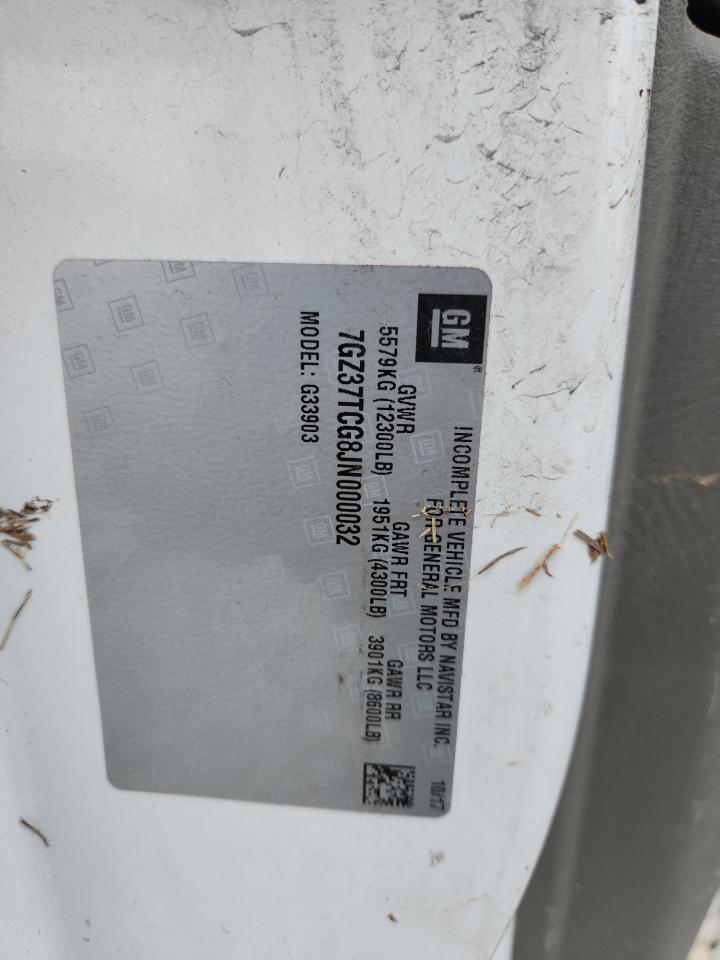 GM®
INCOMPLETE VEHICLE MFD BY NAVISTAR INC. 10/17
FOR GENERAL MOTORS LLC
GVWR GAWR FRT GAWR RR
5579KG (12300LB) 1951KG (4300LB) 3901KG (8600LB)
7GZ37TCG8JN000032
MODEL: G33903